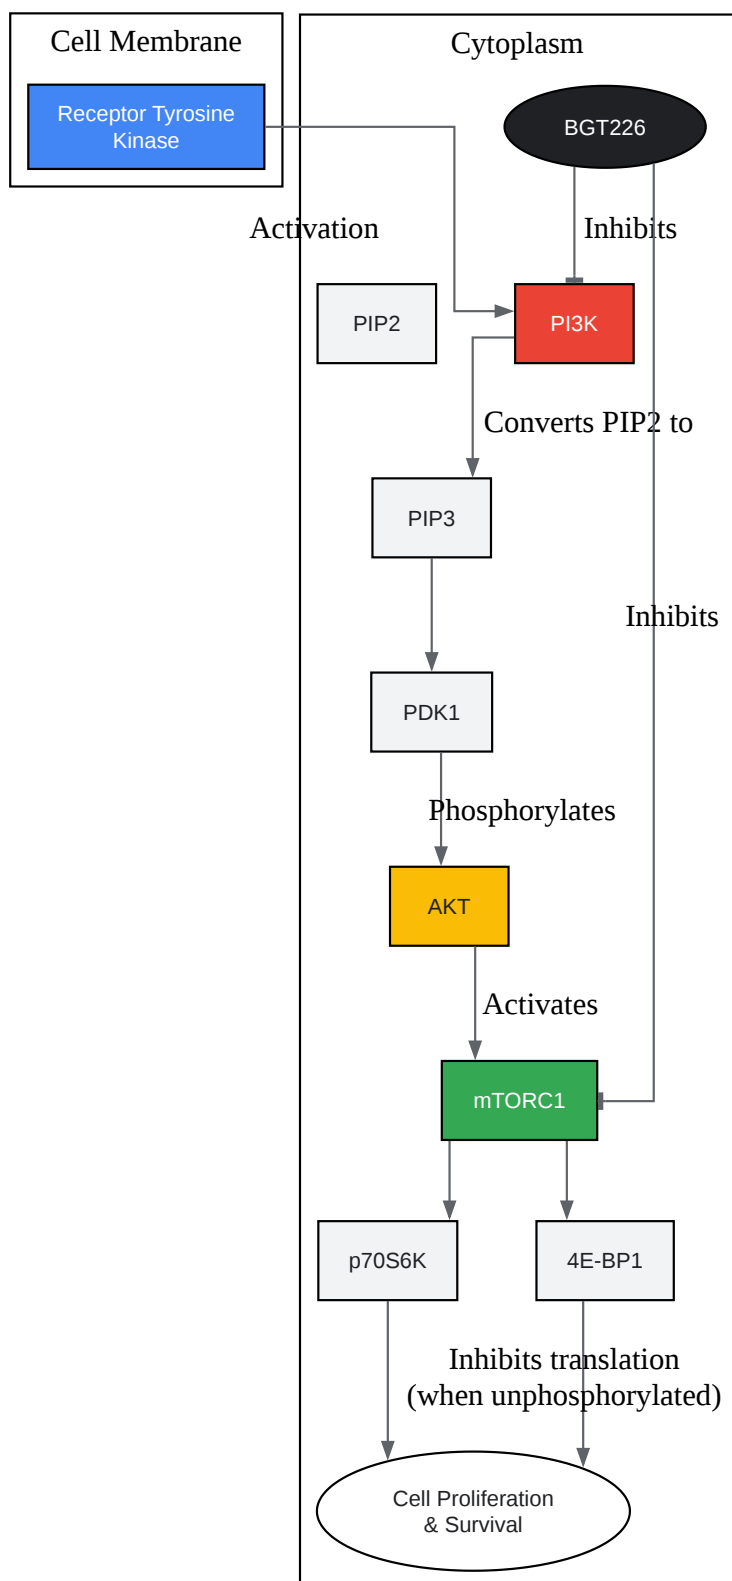 Cell Membrane
Receptor Tyrosine
Kinase
Cytoplasm
BGT226
Activation
Inhibits
PIP2
PI3K
Converts PIP2 to
PIP3
Inhibits
PDK1
Phosphorylates
AKT
Activates
mTORC1
p70S6K
4E-BP1
Inhibits translation
(when unphosphorylated)
Cell Proliferation
& Survival